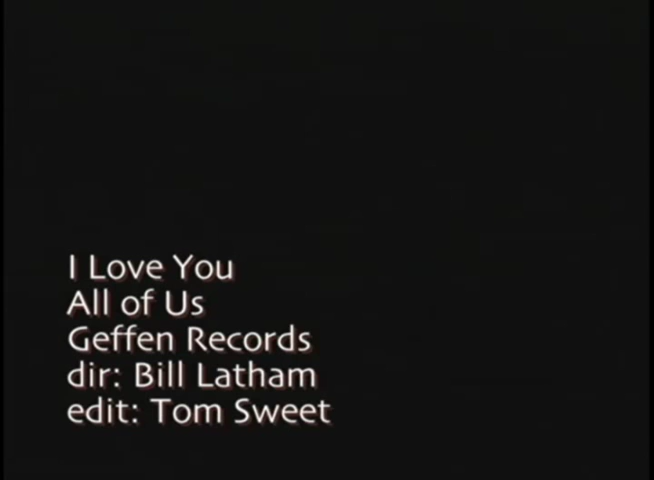 I Love You
All of Us
Geffen Records
dir: Bill Latham
edit: Tom Sweet